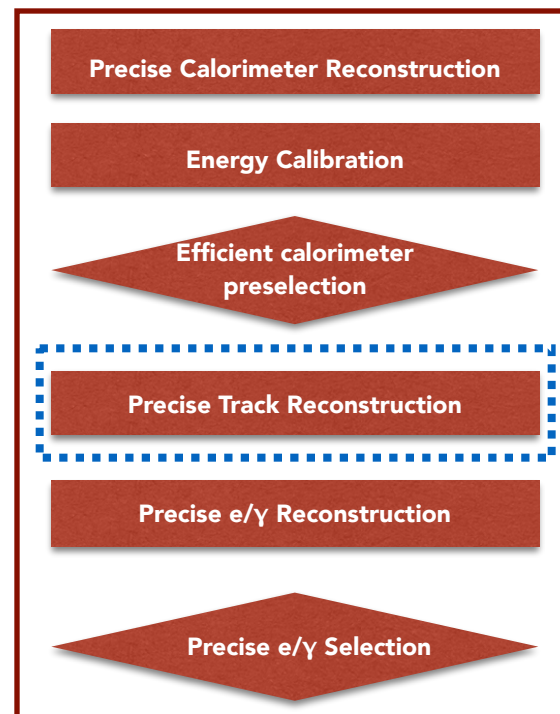 Precise Calorimeter Reconstruction
Energy Calibration
Efficient calorimeter
preselection
Precise Track Reconstruction
Precise e/γ Reconstruction
Precise e/γ Selection